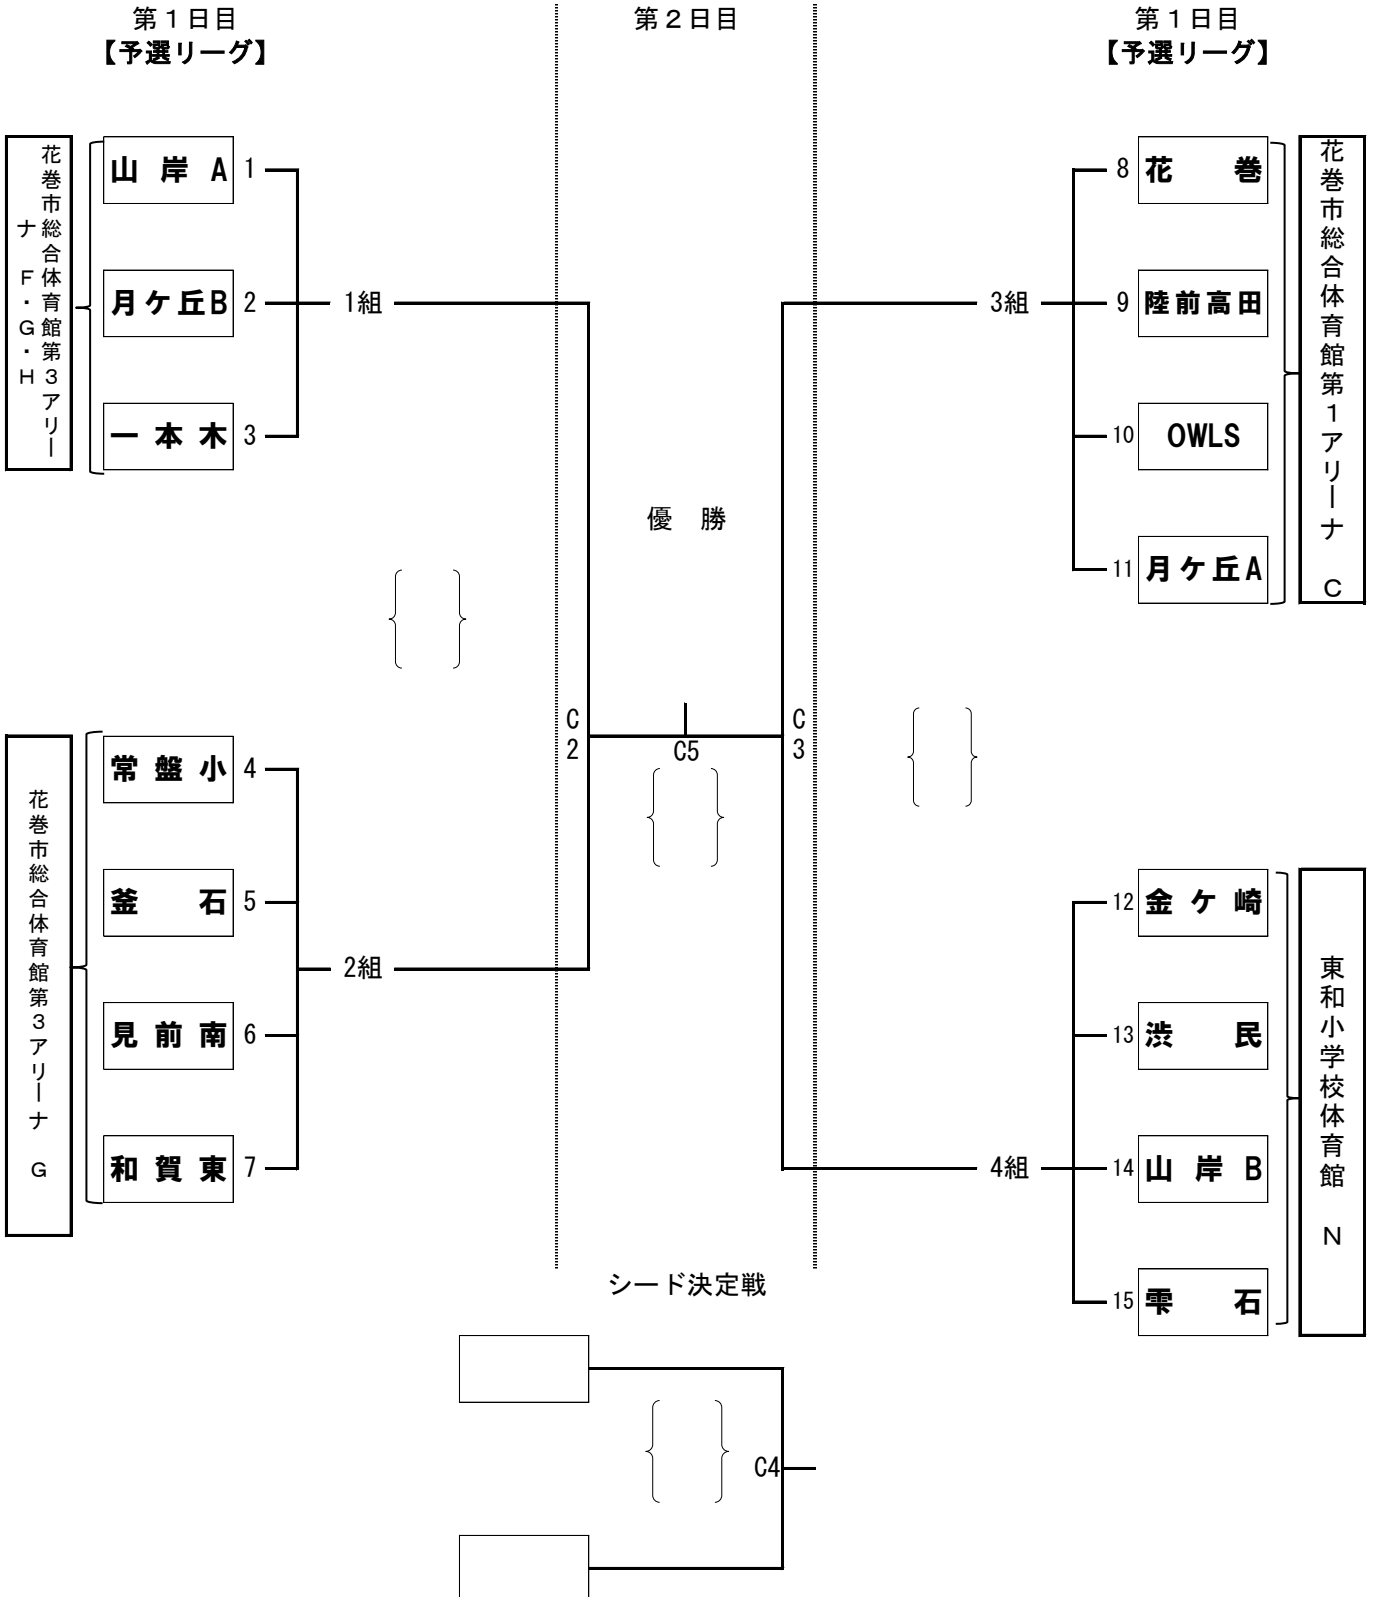 第１日目
【予選リーグ】
第２日目
第１日目
【予選リーグ】
花巻市総合体育館第３アリー
ナ　Ｆ・Ｇ・Ｈ
山岸A 1
月ケ丘B 2
一本木 3
1組
常盤小 4
釜石 5
見前南 6
和賀東 7
2組
花巻市総合体育館第３アリーナ　Ｇ
優　勝
C2
C5
C3
3組
8 花巻
9 陸前高田
10 OWLS
11 月ケ丘A
花巻市総合体育館第１アリーナ　Ｃ
4組
12 金ケ崎
13 渋民
14 山岸B
15 雫石
東和小学校体育館　Ｎ
シード決定戦
C4